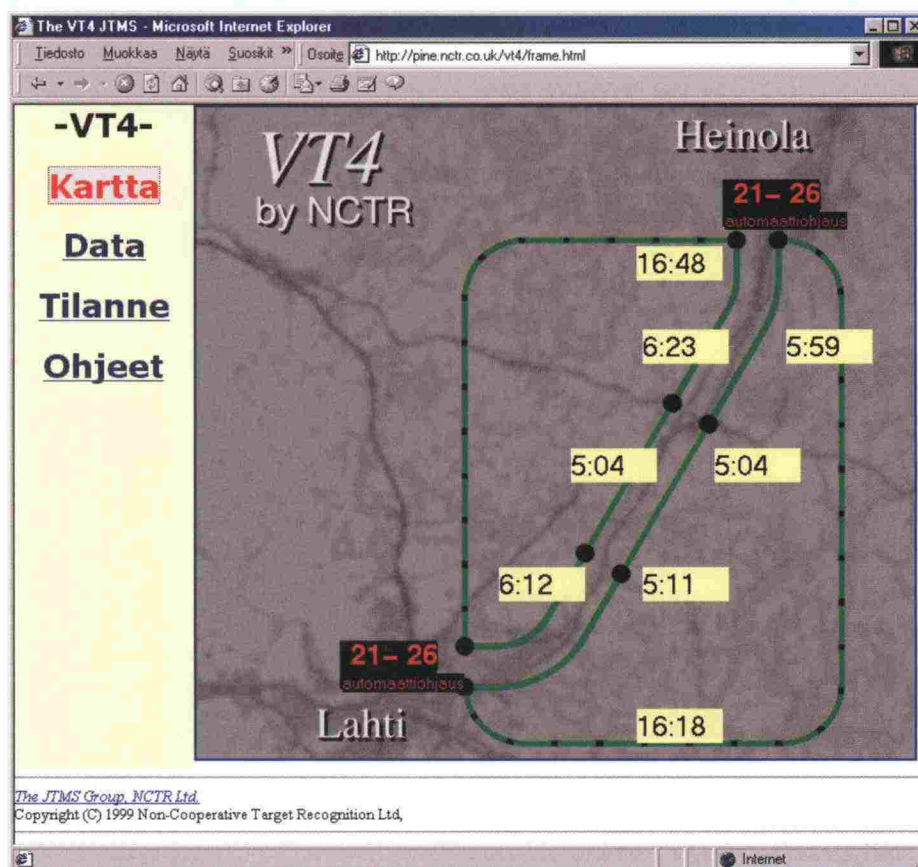 The VT4 JTMS - Microsoft Internet Explorer
Tiedosto Muokkaa Näytä Suosikit » Osoite http://pine.nctr.co.uk/vt4/frame.html
-VT4-
Kartta
Data
Tilanne
Ohjeet
VT4
by NCTR
Heinola
21– 26
automaattiohjaus
16:48
6:23
5:59
5:04
5:04
6:12
5:11
21– 26
automaattiohjaus
Lahti
16:18
The JTMS Group, NCTR Ltd.
Copyright (C) 1999 Non-Cooperative Target Recognition Ltd,
Internet